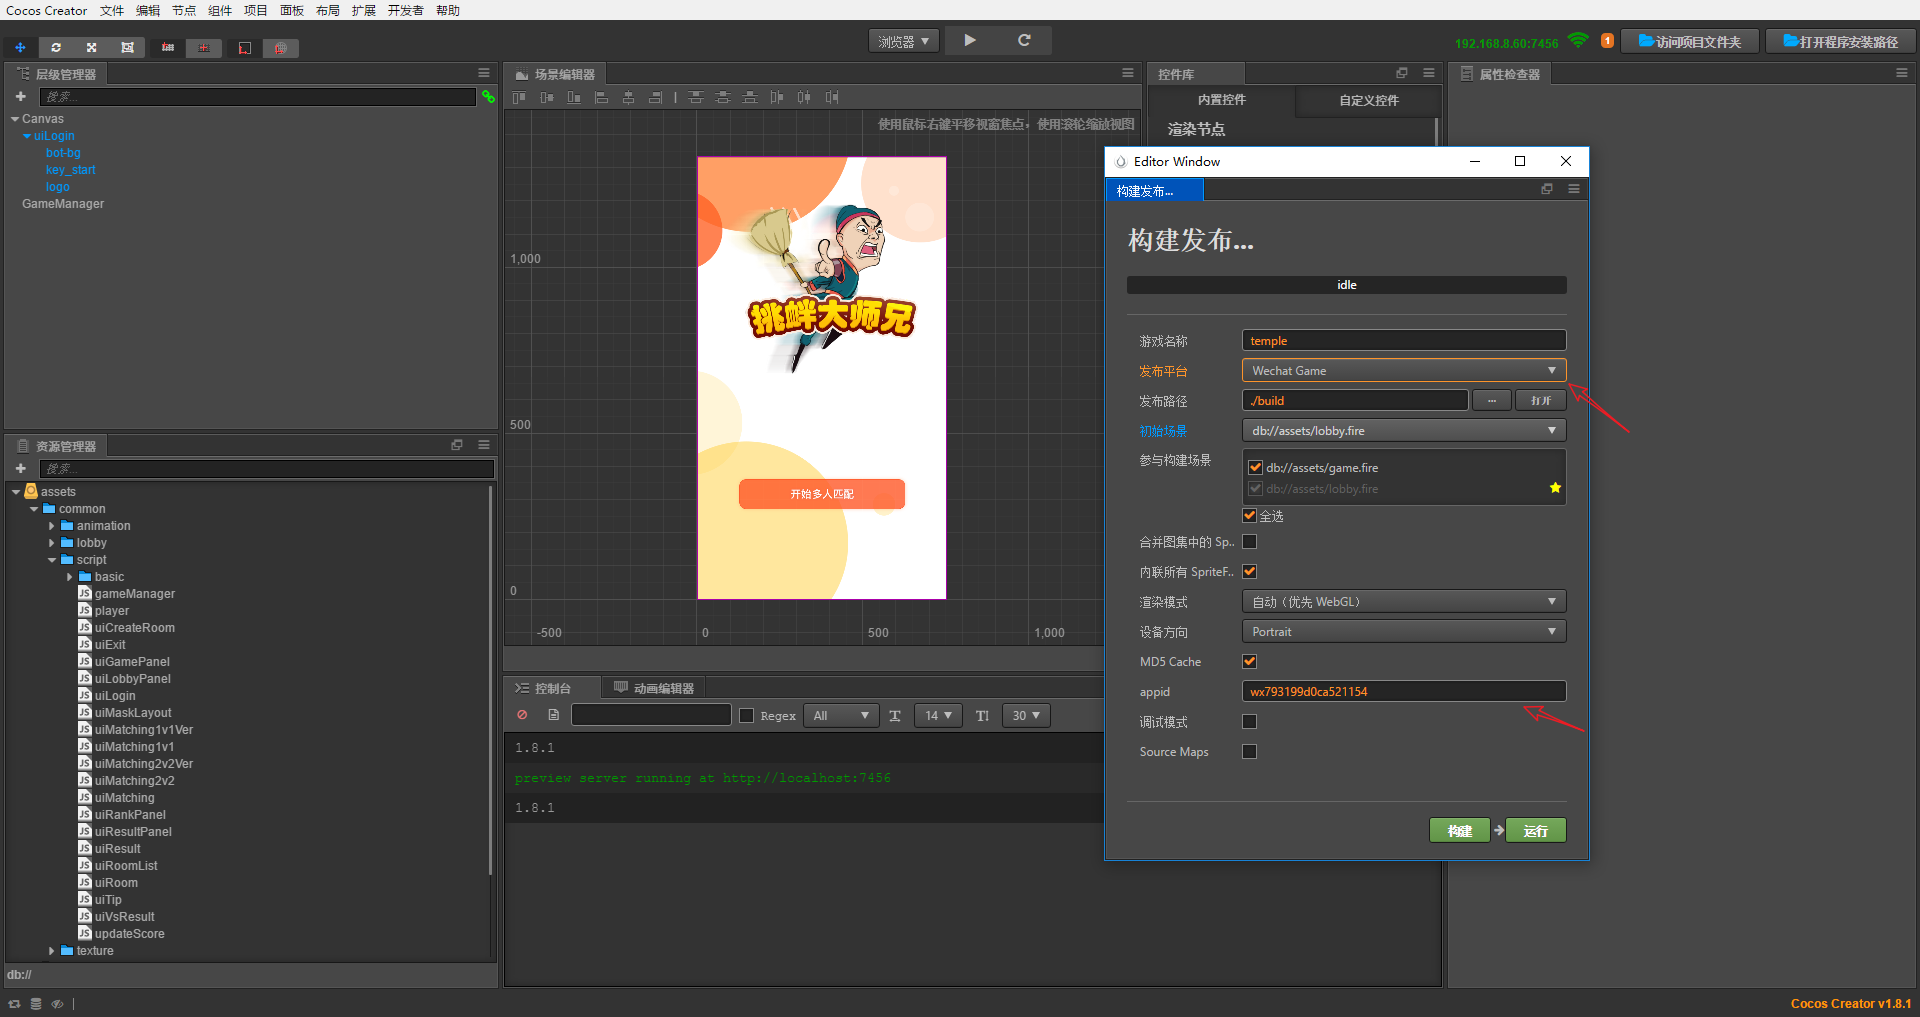 Cocos Creator 文件 编辑 节点 组件 项目 面板 布局 扩展 开发者 帮助
浏览器
192.168.8.60:7456
1
访问项目文件夹
打开程序安装路径
层级管理器
搜索...
Canvas
uiLogin
bot-bg
key_start
logo
GameManager
资源管理器
搜索...
assets
common
animation
lobby
script
basic
gameManager
player
uiCreateRoom
uiExit
uiGamePanel
uiLobbyPanel
uiLogin
uiMaskLayout
uiMatching1v1Ver
uiMatching1v1
uiMatching2v2Ver
uiMatching2v2
uiMatching
uiRankPanel
uiResultPanel
uiResult
uiRoomList
uiRoom
uiTip
uiVsResult
updateScore
texture
db://
场景编辑器
使用鼠标右键平移视窗焦点，使用滚轮缩放视图
1,000
500
0
-500 0 500 1,000
挑衅大师兄
开始多人匹配
控制台 动画编辑器
Regex All 14 30
1.8.1
preview server running at http://localhost:7456
1.8.1
控件库
内置控件 自定义控件
渲染节点
属性检查器
Editor Window
构建发布...
构建发布...
idle
游戏名称 temple
发布平台 Wechat Game
发布路径 ./build ... 打开
初始场景 db://assets/lobby.fire
参与构建场景 db://assets/game.fire
db://assets/lobby.fire
全选
合并图集中的 Sp..
内联所有 SpriteF..
渲染模式 自动（优先 WebGL）
设备方向 Portrait
MD5 Cache
appid wx793199d0ca521154
调试模式
Source Maps
构建 运行
Cocos Creator v1.8.1